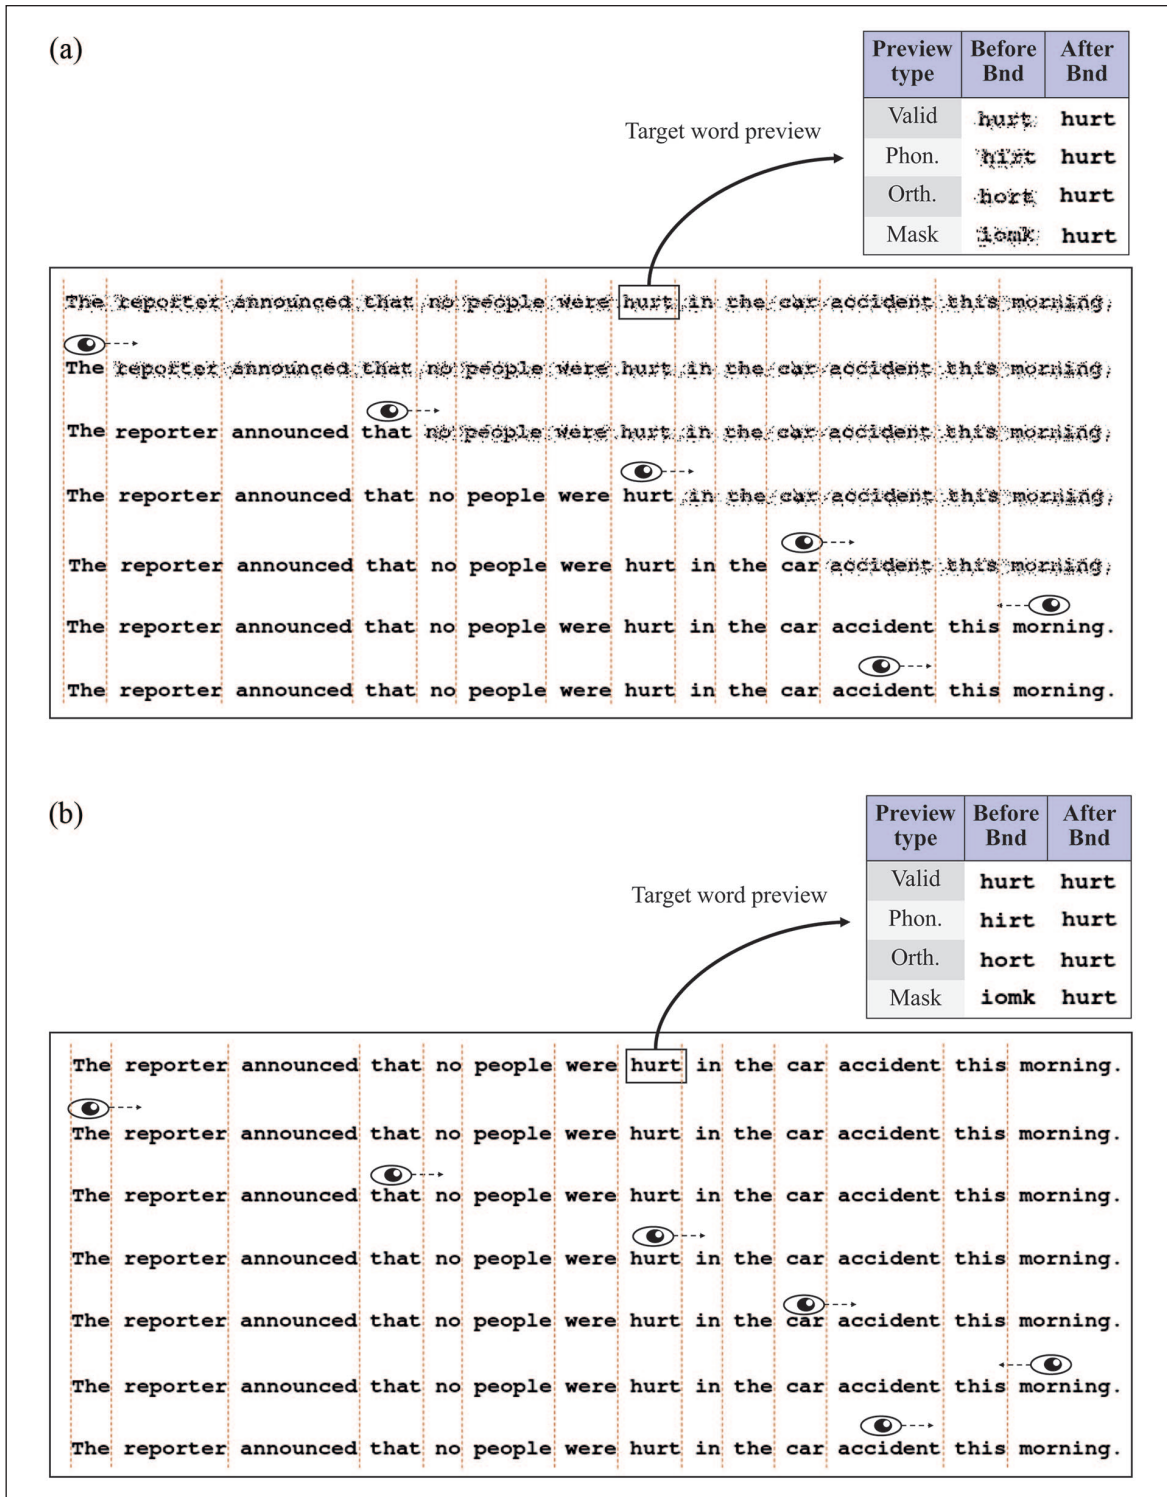 (a)
Preview type Before Bnd After Bnd
Valid hurt hurt
Phon. hirt hurt
Orth. hort hurt
Mask iomk hurt
Target word preview
The reporter announced that no people were hurt in the car accident this morning.
The reporter announced that no people were hurt in the car accident this morning.
The reporter announced that no people were hurt in the car accident this morning.
The reporter announced that no people were hurt in the car accident this morning.
The reporter announced that no people were hurt in the car accident this morning.
The reporter announced that no people were hurt in the car accident this morning.
The reporter announced that no people were hurt in the car accident this morning.
(b)
Preview type Before Bnd After Bnd
Valid hurt hurt
Phon. hirt hurt
Orth. hort hurt
Mask iomk hurt
Target word preview
The reporter announced that no people were hurt in the car accident this morning.
The reporter announced that no people were hurt in the car accident this morning.
The reporter announced that no people were hurt in the car accident this morning.
The reporter announced that no people were hurt in the car accident this morning.
The reporter announced that no people were hurt in the car accident this morning.
The reporter announced that no people were hurt in the car accident this morning.
The reporter announced that no people were hurt in the car accident this morning.